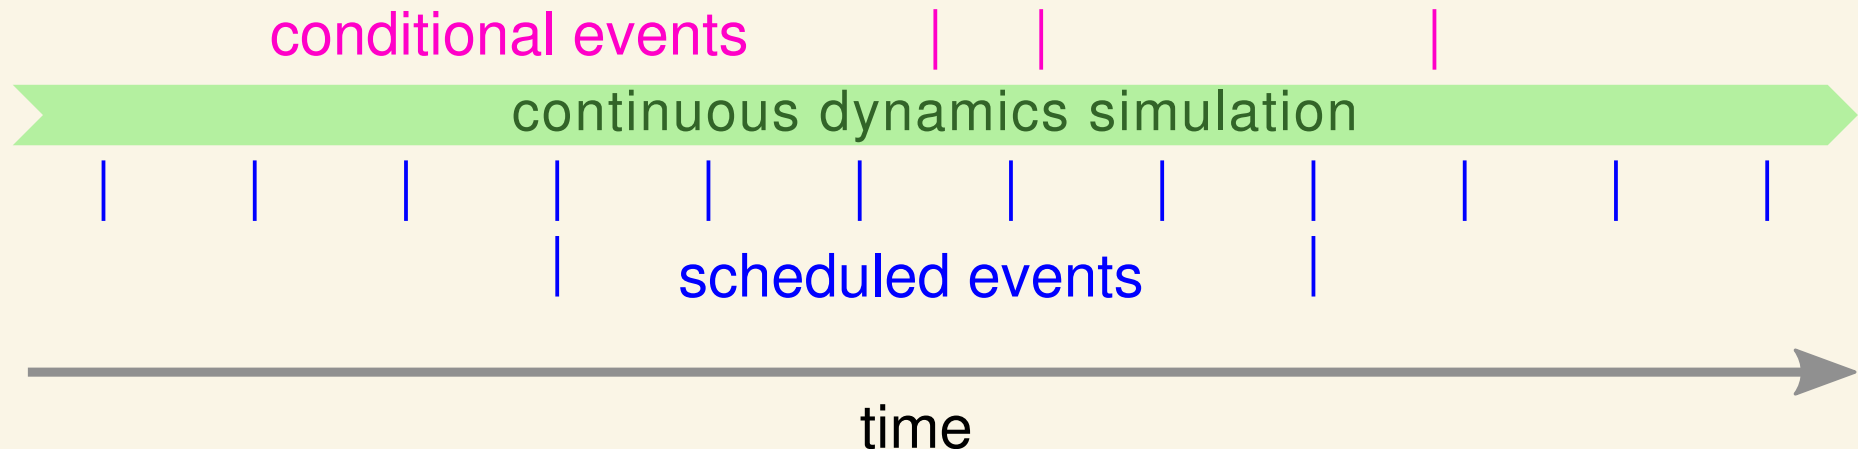 conditional events
continuous dynamics simulation
scheduled events
time